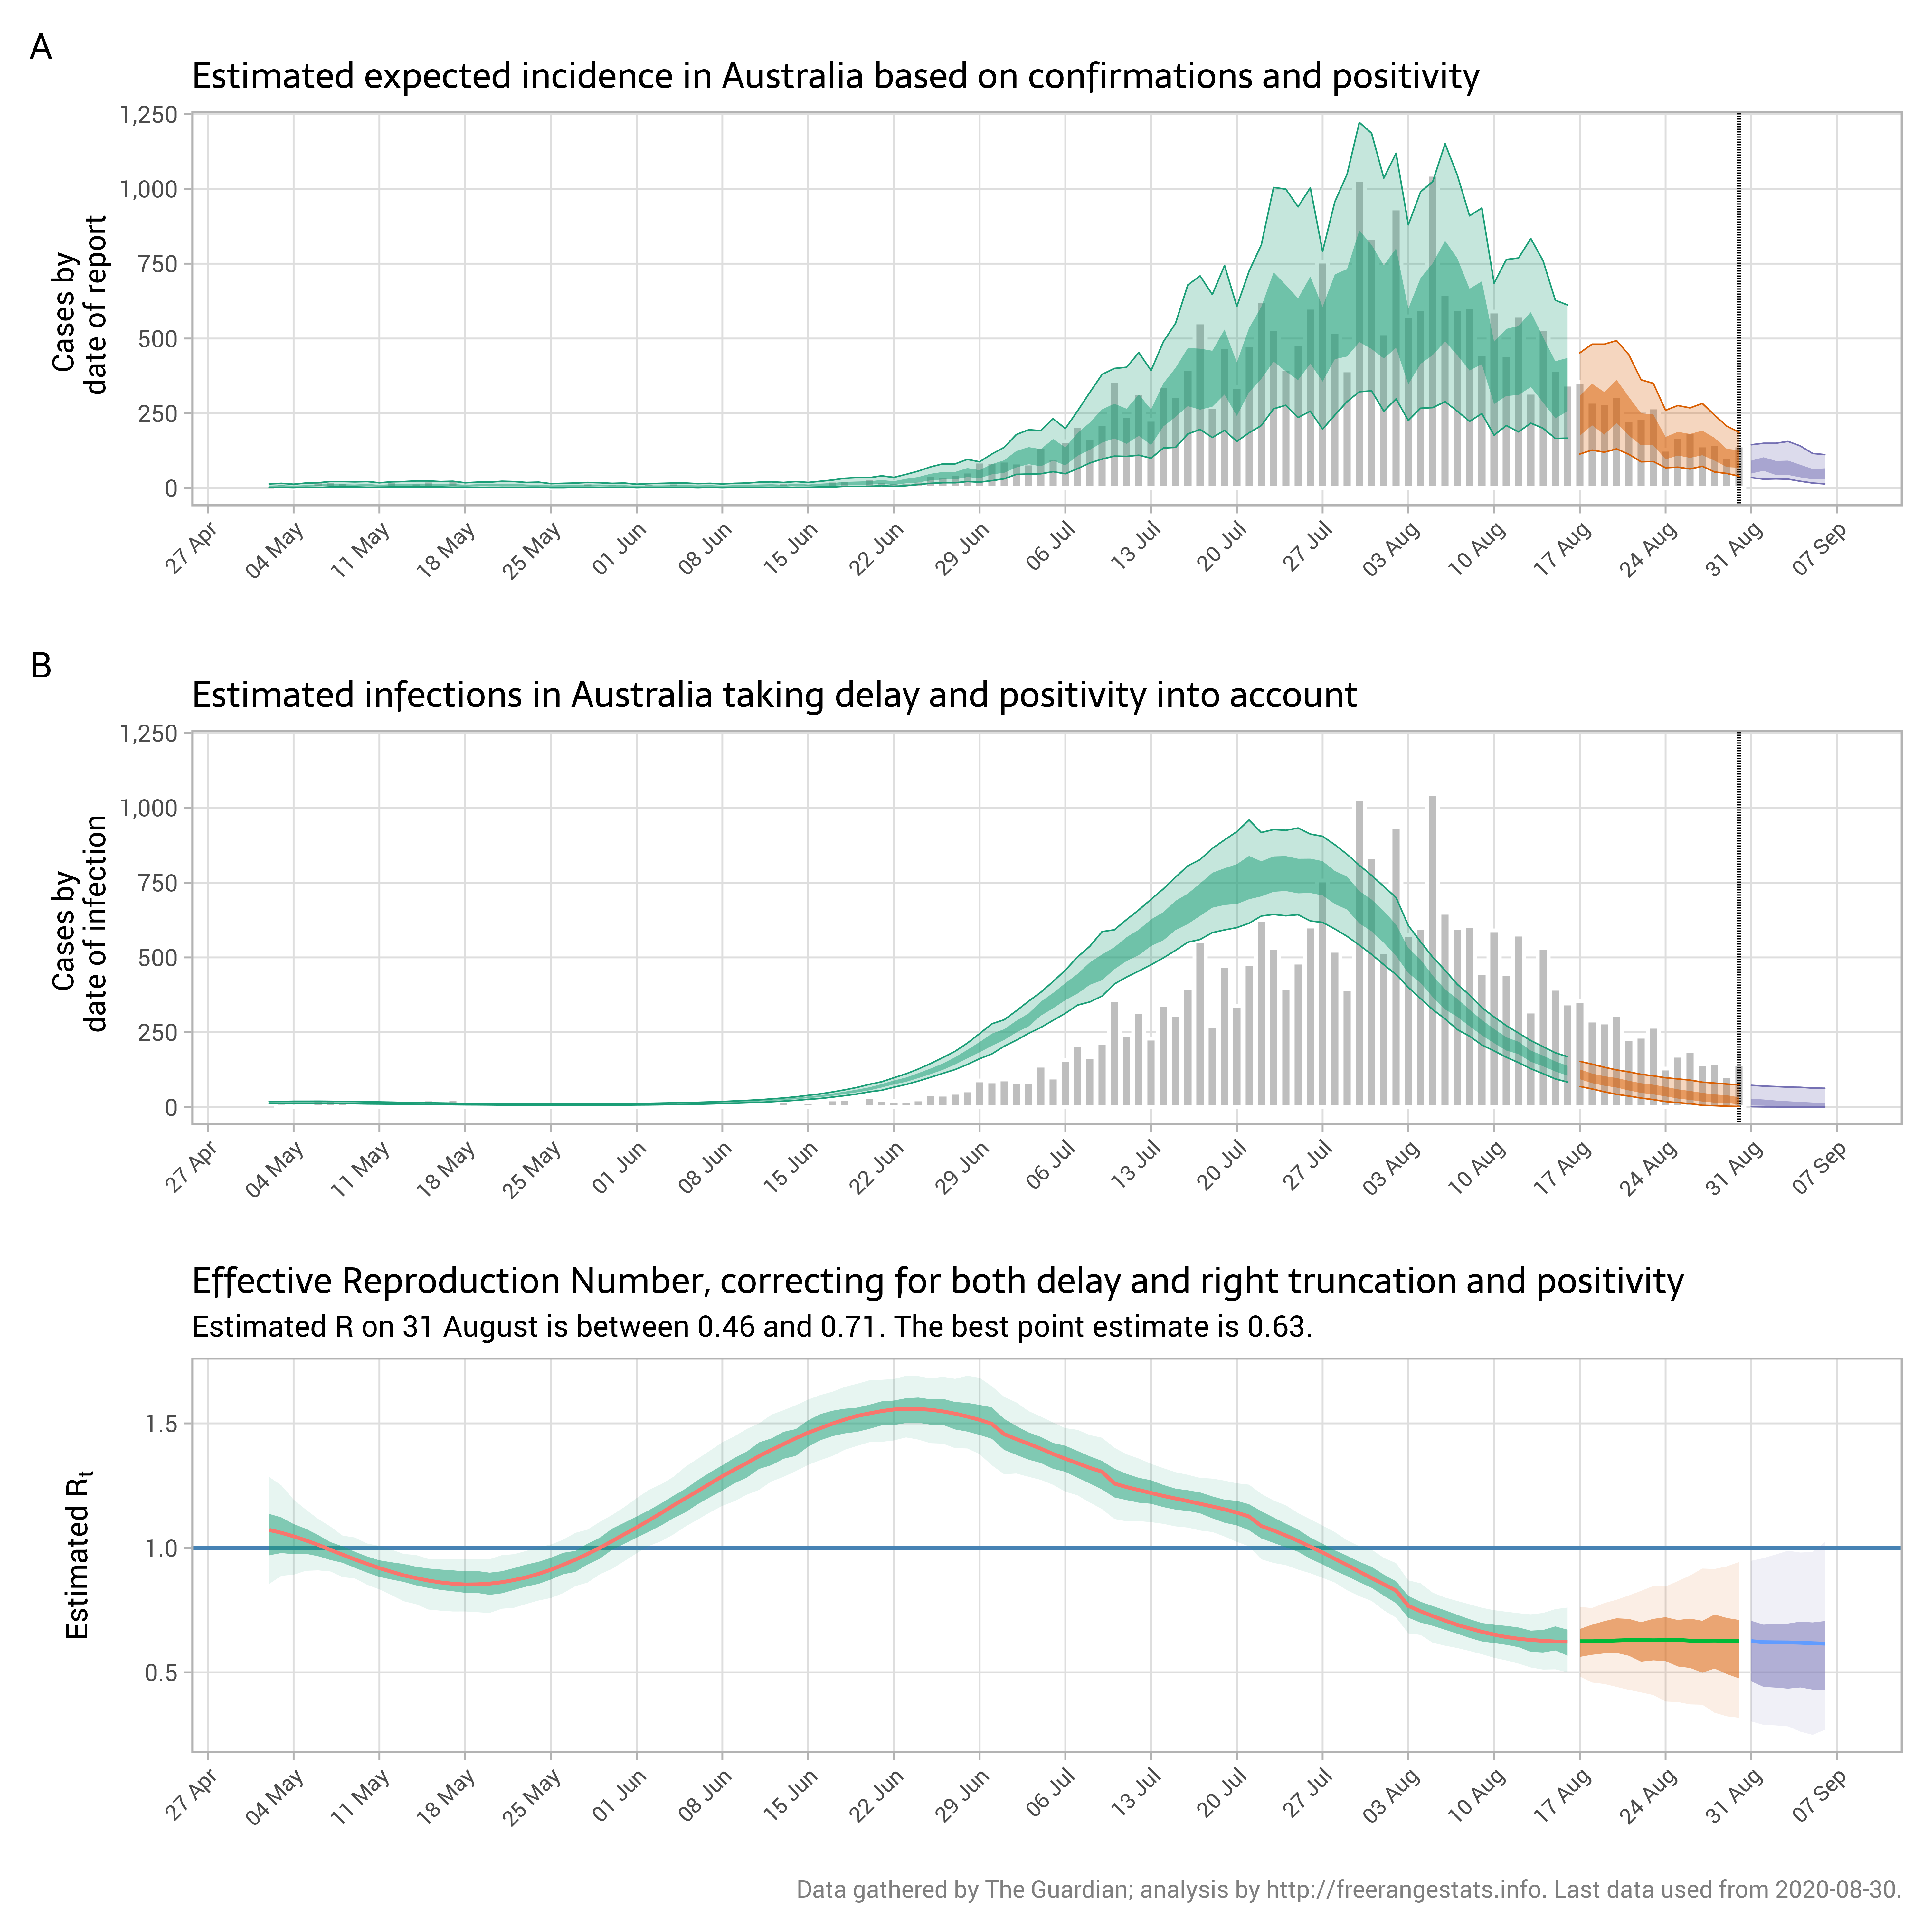 A
Estimated expected incidence in Australia based on confirmations and positivity
Cases by
date of report
1,250
1,000
750
500
250
0
27 Apr
04 May
11 May
18 May
25 May
01 Jun
08 Jun
15 Jun
22 Jun
29 Jun
06 Jul
13 Jul
20 Jul
27 Jul
03 Aug
10 Aug
17 Aug
24 Aug
31 Aug
07 Sep
B
Estimated infections in Australia taking delay and positivity into account
Cases by
date of infection
1,250
1,000
750
500
250
0
27 Apr
04 May
11 May
18 May
25 May
01 Jun
08 Jun
15 Jun
22 Jun
29 Jun
06 Jul
13 Jul
20 Jul
27 Jul
03 Aug
10 Aug
17 Aug
24 Aug
31 Aug
07 Sep
Effective Reproduction Number, correcting for both delay and right truncation and positivity
Estimated R on 31 August is between 0.46 and 0.71. The best point estimate is 0.63.
Estimated Rt
1.5
1.0
0.5
27 Apr
04 May
11 May
18 May
25 May
01 Jun
08 Jun
15 Jun
22 Jun
29 Jun
06 Jul
13 Jul
20 Jul
27 Jul
03 Aug
10 Aug
17 Aug
24 Aug
31 Aug
07 Sep
Data gathered by The Guardian; analysis by http://freerangestats.info. Last data used from 2020-08-30.